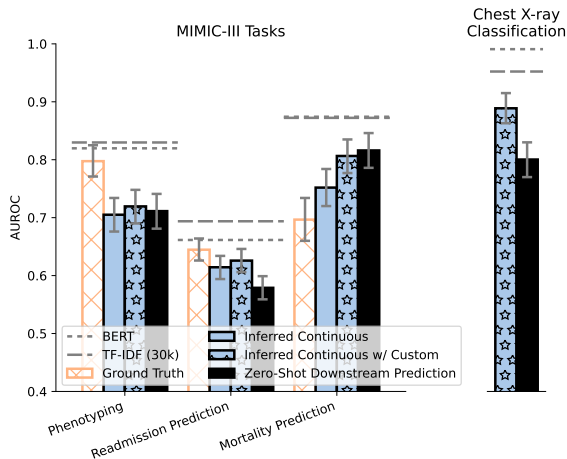 MIMIC-III Tasks
Chest X-ray
Classification
AUROC
1.0
0.9
0.8
0.7
0.6
0.5
0.4
BERT
TF-IDF (30k)
Ground Truth
Inferred Continuous
Inferred Continuous w/ Custom
Zero-Shot Downstream Prediction
Phenotyping
Readmission Prediction
Mortality Prediction